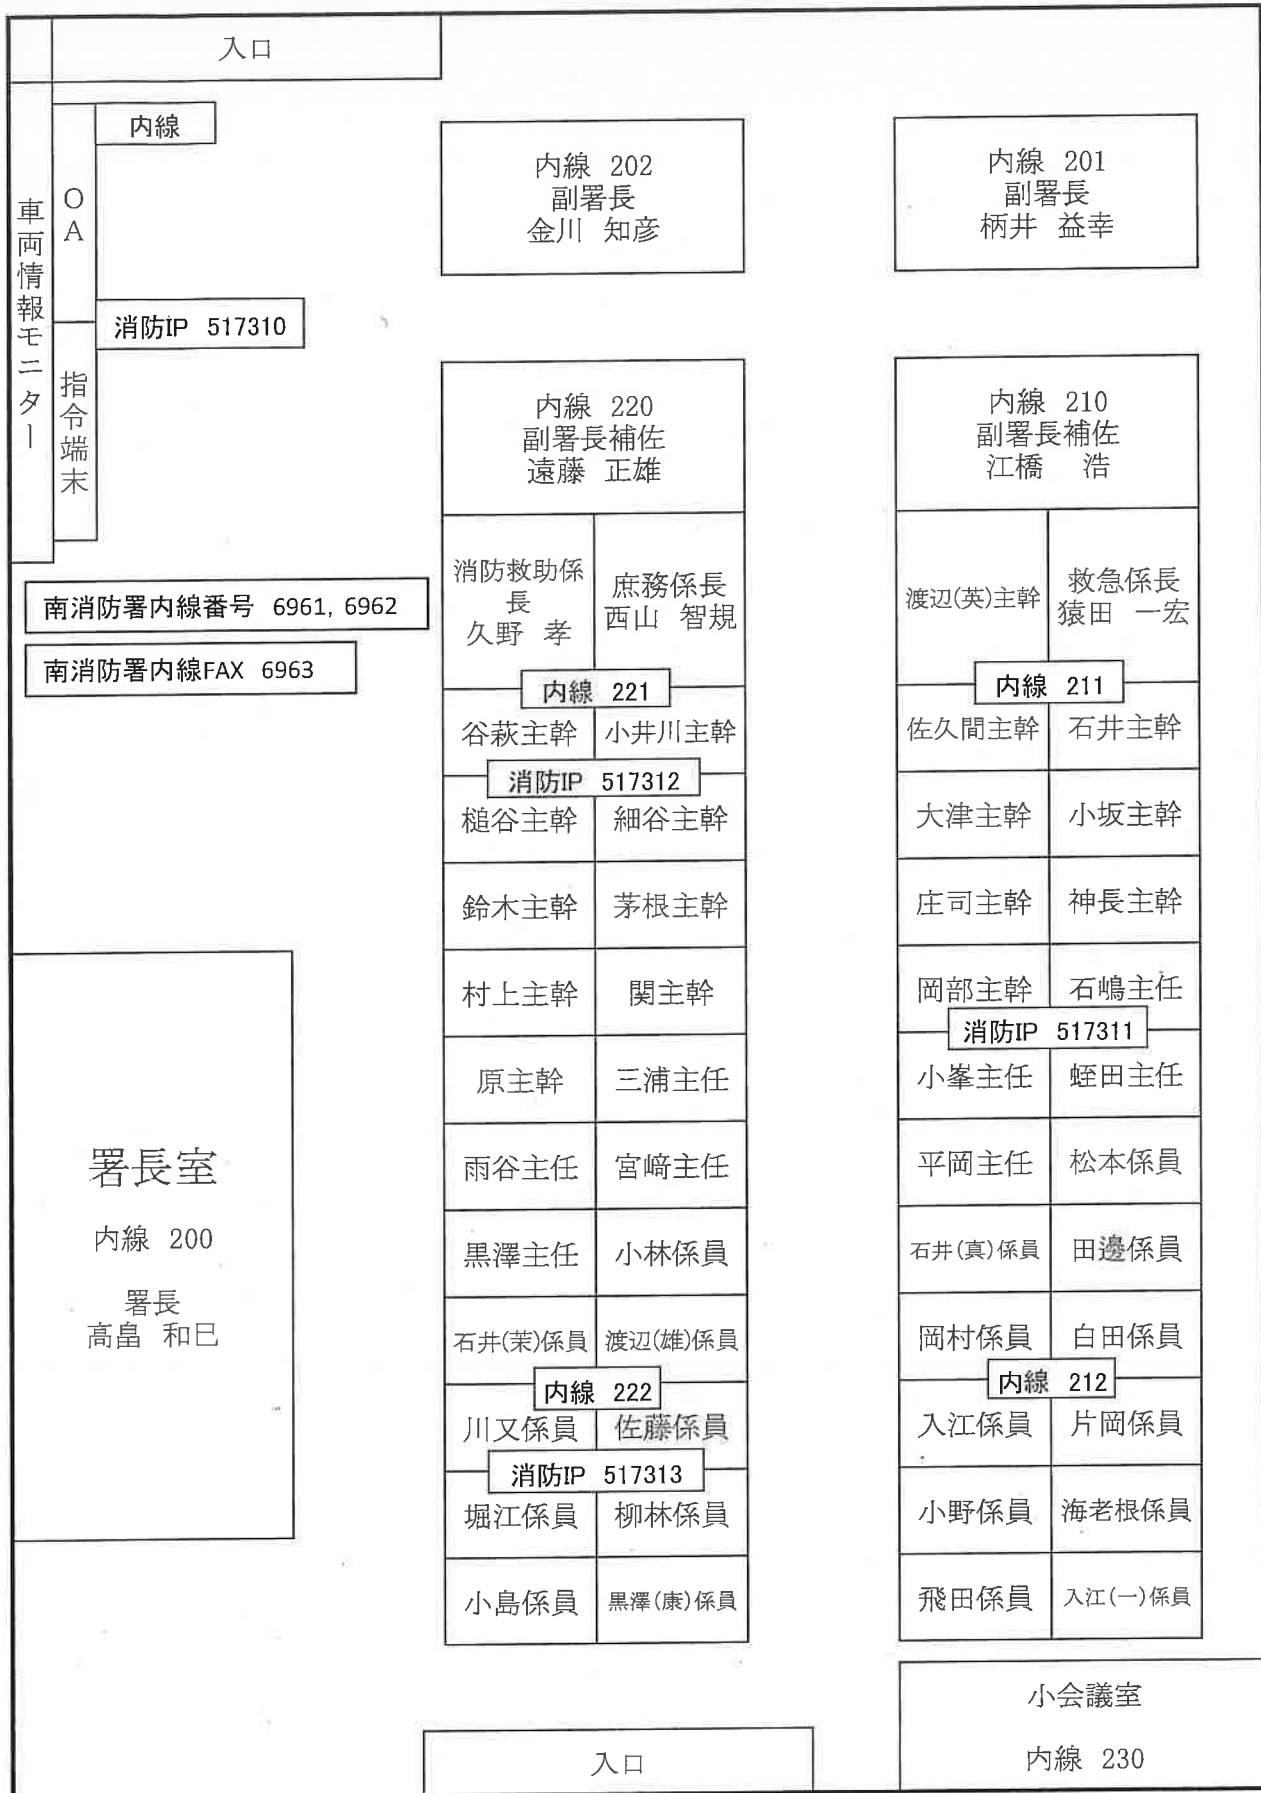 入口
内線
車両情報モニター
OA
消防IP 517310
指令端末
内線 202
副署長
金川 知彦
内線 201
副署長
柄井 益幸
内線 220
副署長補佐
遠藤 正雄
内線 210
副署長補佐
江橋 浩
南消防署内線番号 6961, 6962
南消防署内線FAX 6963
消防救助係
長
久野 孝
庶務係長
西山 智規
渡辺(英)主幹
救急係長
猿田 一宏
内線 221
内線 211
谷萩主幹 小井川主幹
佐久間主幹 石井主幹
消防IP 517312
槌谷主幹 細谷主幹
大津主幹 小坂主幹
鈴木主幹 茅根主幹
庄司主幹 神長主幹
村上主幹 関主幹
岡部主幹 石嶋主任
消防IP 517311
原主幹 三浦主任
小峯主任 蛭田主任
雨谷主任 宮﨑主任
平岡主任 松本係員
黒澤主任 小林係員
石井(真)係員 田邊係員
石井(茉)係員 渡辺(雄)係員
岡村係員 白田係員
内線 222
内線 212
川又係員 佐藤係員
入江係員 片岡係員
消防IP 517313
堀江係員 柳林係員
小野係員 海老根係員
小島係員 黒澤(康)係員
飛田係員 入江(一)係員
署長室
内線 200
署長
高畠 和巳
入口
小会議室
内線 230